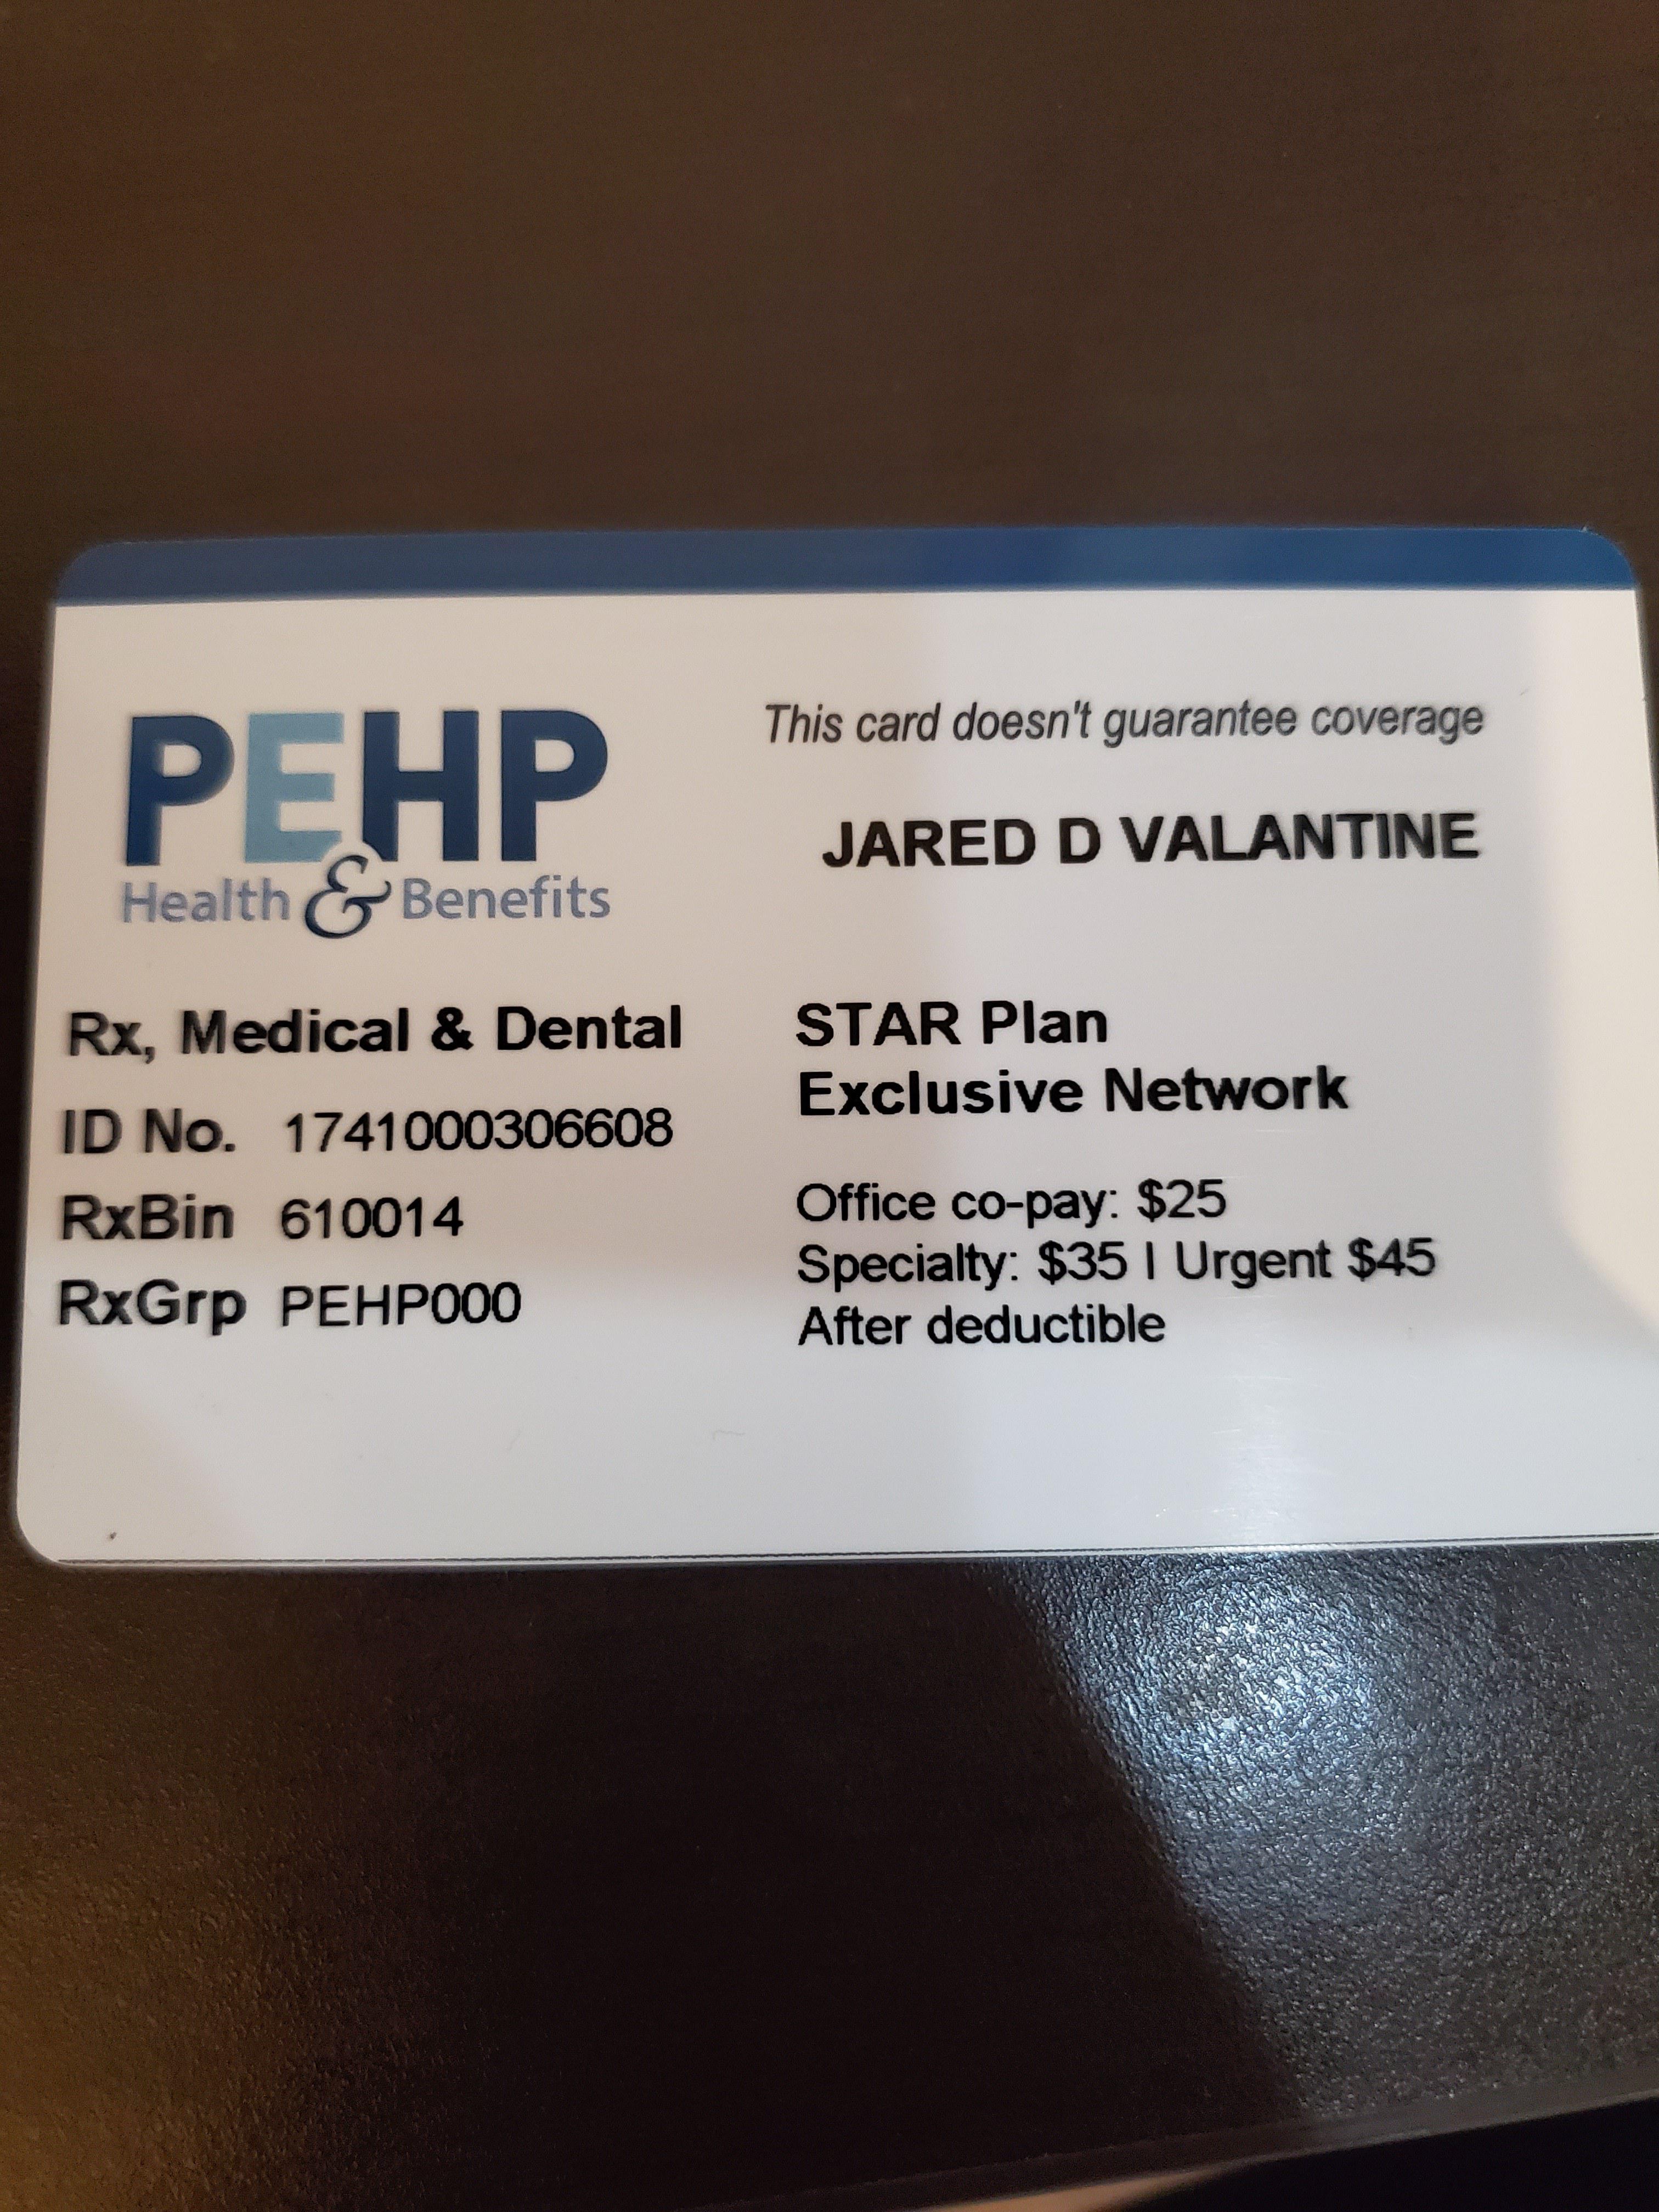 PEHP
Health & Benefits
This card doesn't guarantee coverage
JARED D VALANTINE
Rx, Medical & Dental
ID No. 1741000306608
RxBin 610014
RxGrp PEHP000
STAR Plan
Exclusive Network
Office co-pay: $25
Specialty: $35 I Urgent $45
After deductible